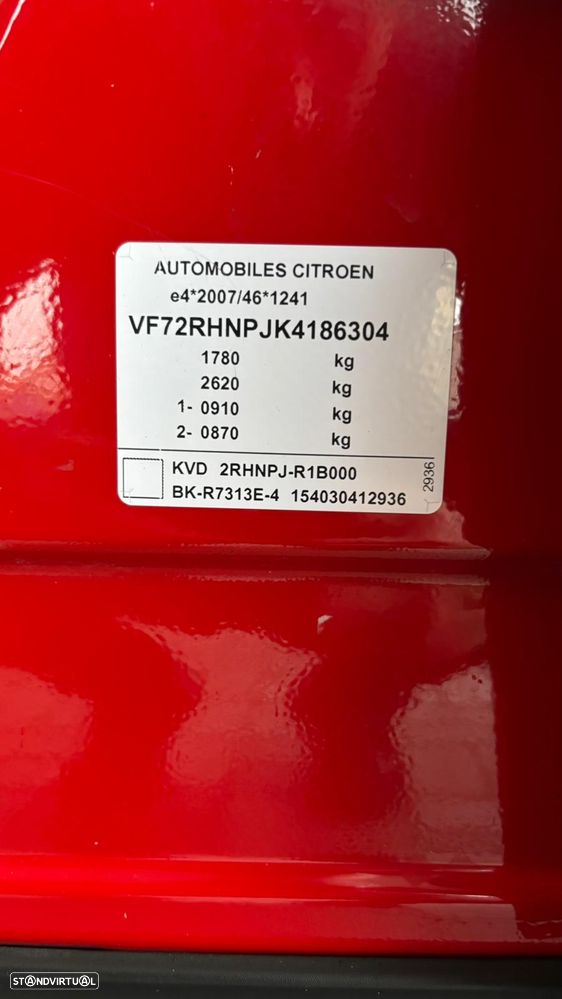 AUTOMOBILES CITROEN
e4*2007/46*1241
VF72RHNPJK4186304
1780 kg
2620 kg
1- 0910 kg
2- 0870 kg
KVD 2RHNPJ-R1B000
BK-R7313E-4 154030412936
2936
STANDVIRTUAL